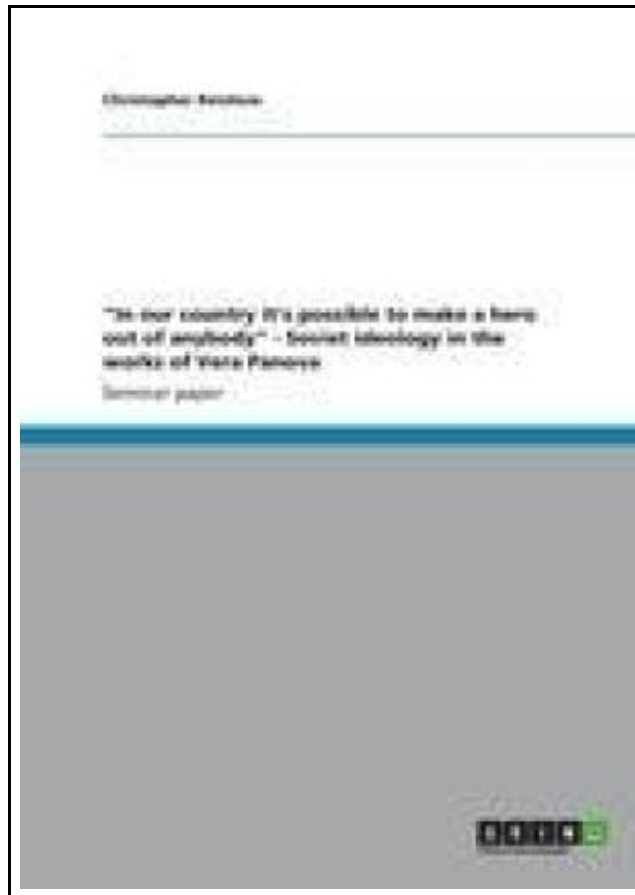 Christopher
"In our country it's possible to make a hero
out of anybody" - Soviet ideology in the
works of Vera Panova
Seminar paper
GRIN